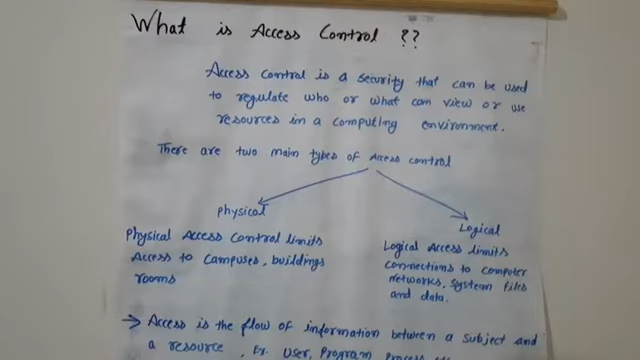 What is Access Control ??
Access control is a security that can be used
to regulate who or what can view or use
resources in a computing environment.
There are two main types of Access control
Physical
Logical
Physical Access Control limits
Access to campuses, buildings
rooms
Logical Access limits
connections to computer
networks, system files
and data.
→ Access is the flow of information between a subject and
a resource, Ex. User, Program Process